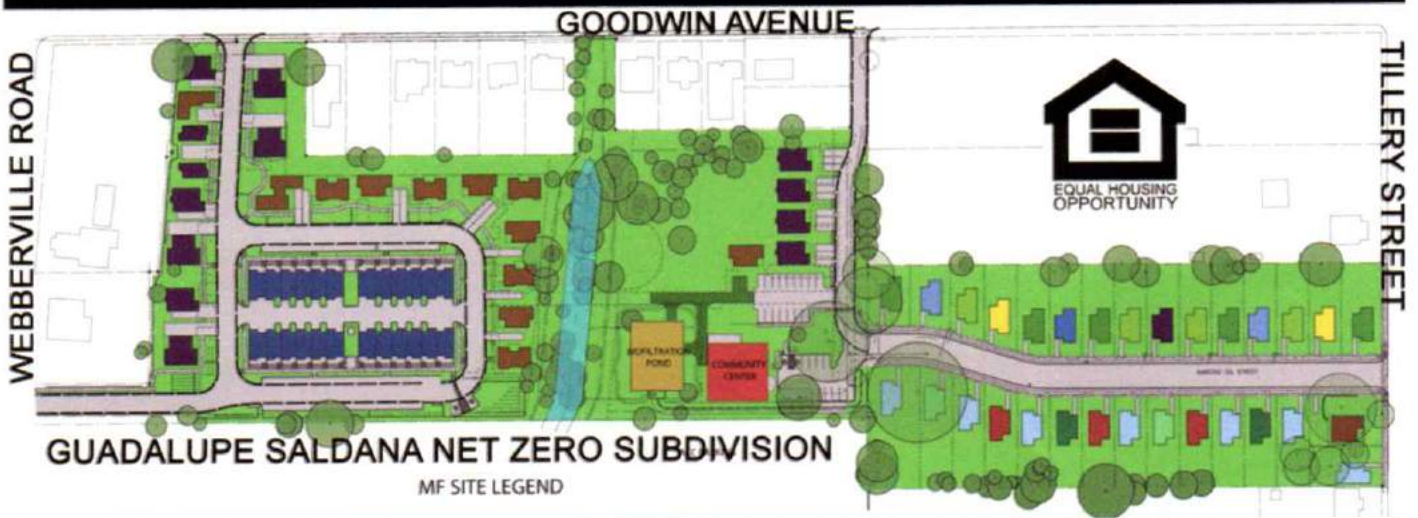 GOODWIN AVENUE
WEBBERVILLE ROAD
TILLERY STREET
EQUAL HOUSING
OPPORTUNITY
BIOFILTRATION
POND
COMMUNITY
CENTER
STREET
GUADALUPE SALDANA NET ZERO SUBDIVISION
MF SITE LEGEND